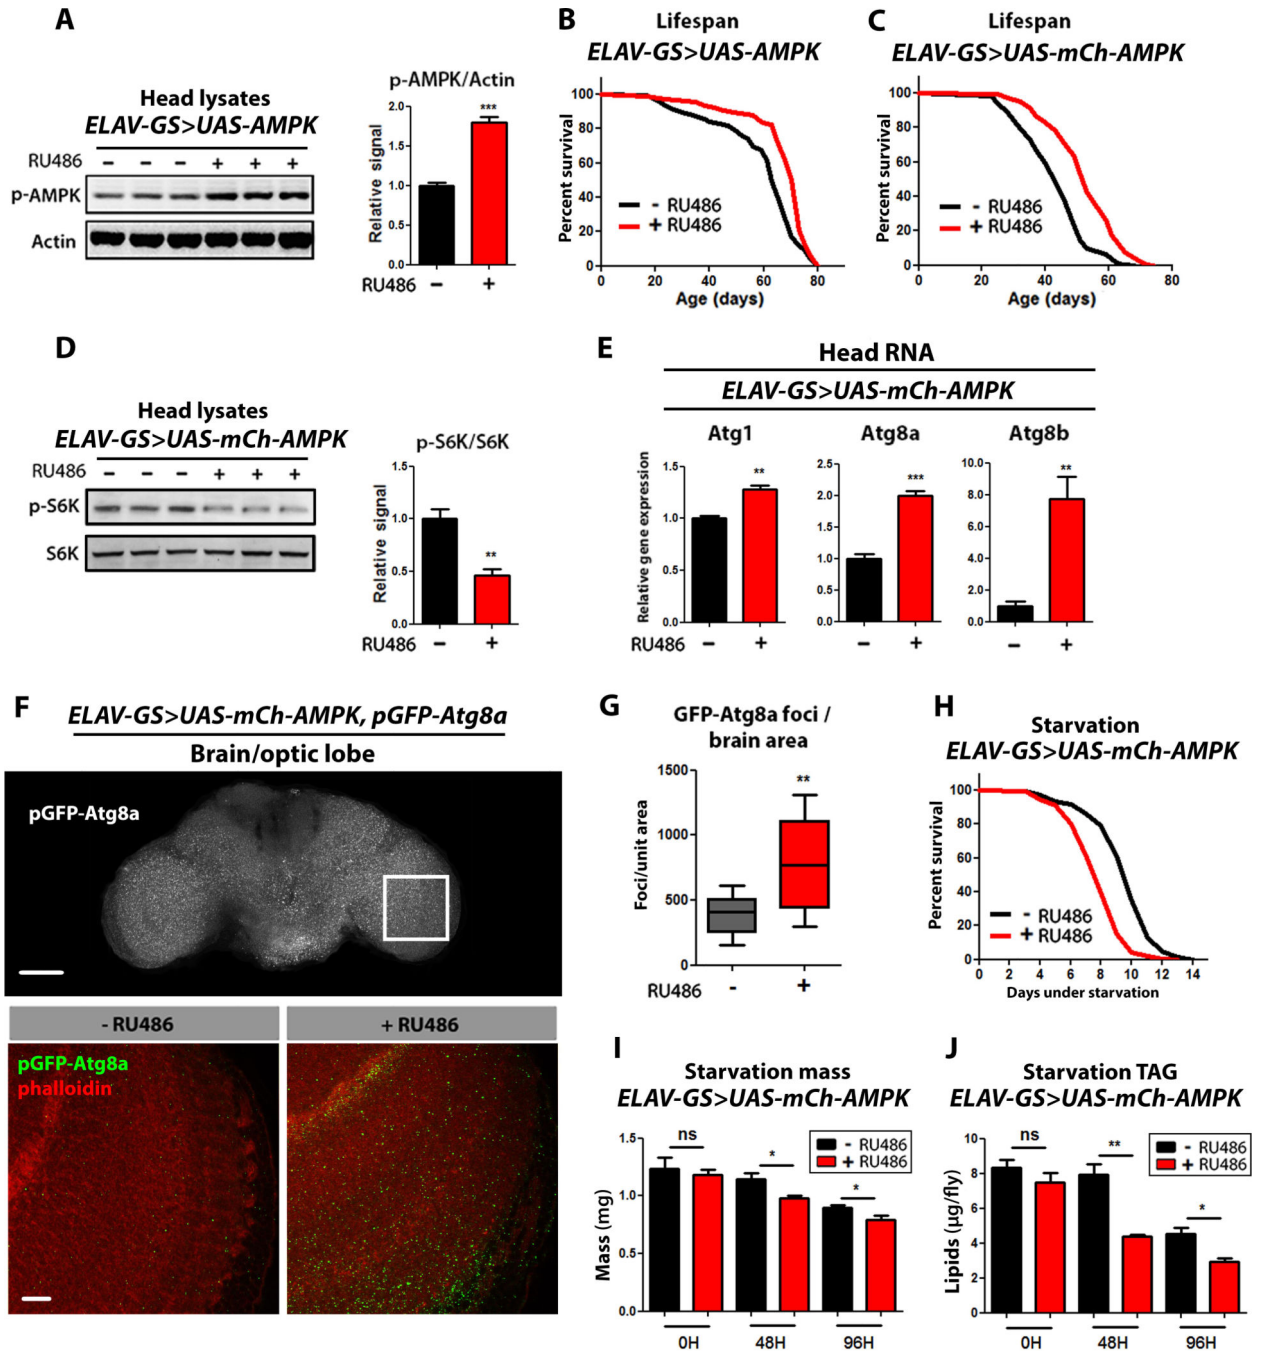 A
Head lysates
ELAV-GS>UAS-AMPK
RU486 - - - + + +
p-AMPK
Actin
p-AMPK/Actin
Relative signal
2.0
1.5
1.0
0.5
0.0
RU486 - +
***
B
Lifespan
ELAV-GS>UAS-AMPK
Percent survival
100
80
60
40
20
0
- RU486
+ RU486
0 20 40 60 80
Age (days)
C
Lifespan
ELAV-GS>UAS-mCh-AMPK
Percent survival
100
80
60
40
20
0
- RU486
+ RU486
0 20 40 60 80
Age (days)
D
Head lysates
ELAV-GS>UAS-mCh-AMPK
RU486 - - - + + +
p-S6K
S6K
p-S6K/S6K
Relative signal
1.5
1.0
0.5
0.0
**
RU486 - +
E
Head RNA
ELAV-GS>UAS-mCh-AMPK
Atg1 Atg8a Atg8b
Relative gene expression
1.5
1.0
0.5
0.0
**
2.5
2.0
1.5
1.0
0.5
0.0
***
10.0
8.0
6.0
4.0
2.0
0.0
**
RU486 - + - + - +
F
ELAV-GS>UAS-mCh-AMPK, pGFP-Atg8a
Brain/optic lobe
pGFP-Atg8a
- RU486
+ RU486
pGFP-Atg8a
phalloidin
G
GFP-Atg8a foci /
brain area
Foci/unit area
1500
1000
500
0
**
RU486 - +
H
Starvation
ELAV-GS>UAS-mCh-AMPK
Percent survival
100
80
60
40
20
0
- RU486
+ RU486
0 2 4 6 8 10 12 14
Days under starvation
I
Starvation mass
ELAV-GS>UAS-mCh-AMPK
Mass (mg)
1.5
1.0
0.5
0.0
- RU486
+ RU486
ns * *
0H 48H 96H
J
Starvation TAG
ELAV-GS>UAS-mCh-AMPK
Lipids (µg/fly)
10
8
6
4
2
0
- RU486
+ RU486
ns ** *
0H 48H 96H